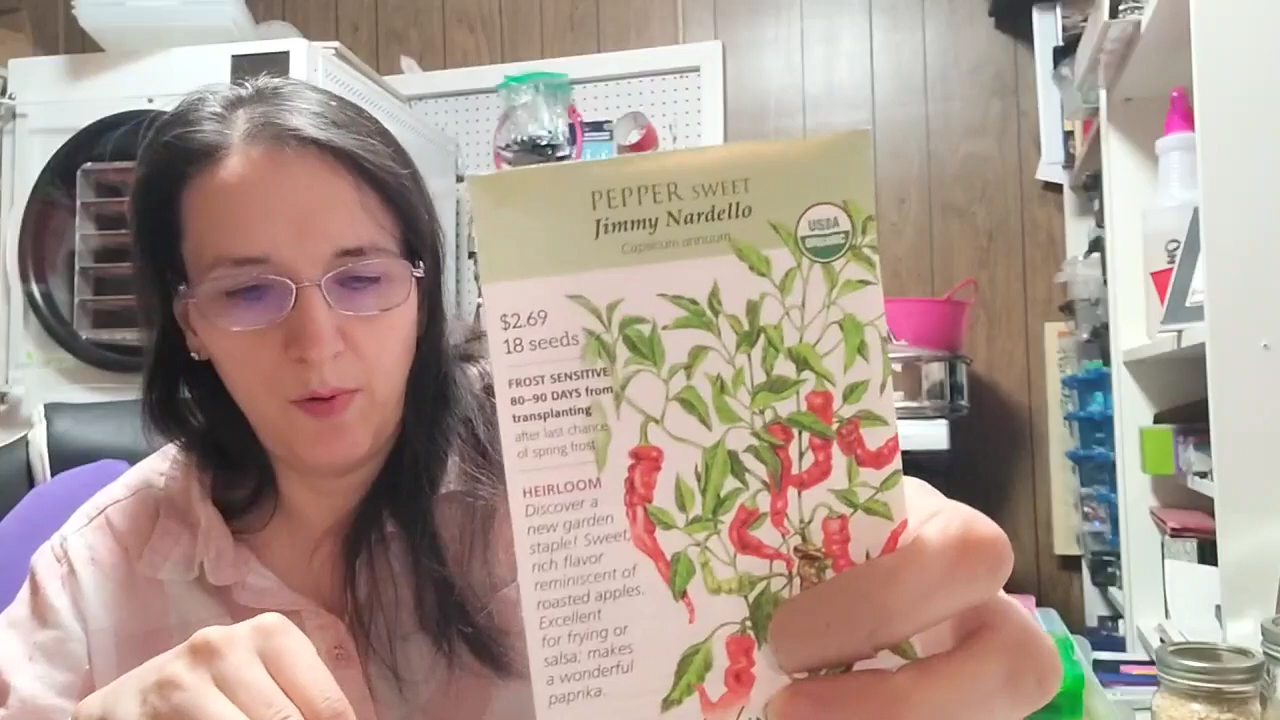 PEPPER SWEET
Jimmy Nardello
Capsicum annuum
USDA
ORGANIC
$2.69
18 seeds
FROST SENSITIVE
80–90 DAYS from
transplanting
after last chance
of spring frost
HEIRLOOM
Discover a
new garden
staple! Sweet,
rich flavor
reminiscent of
roasted apples.
Excellent
for frying or
salsa; makes
a wonderful
paprika.